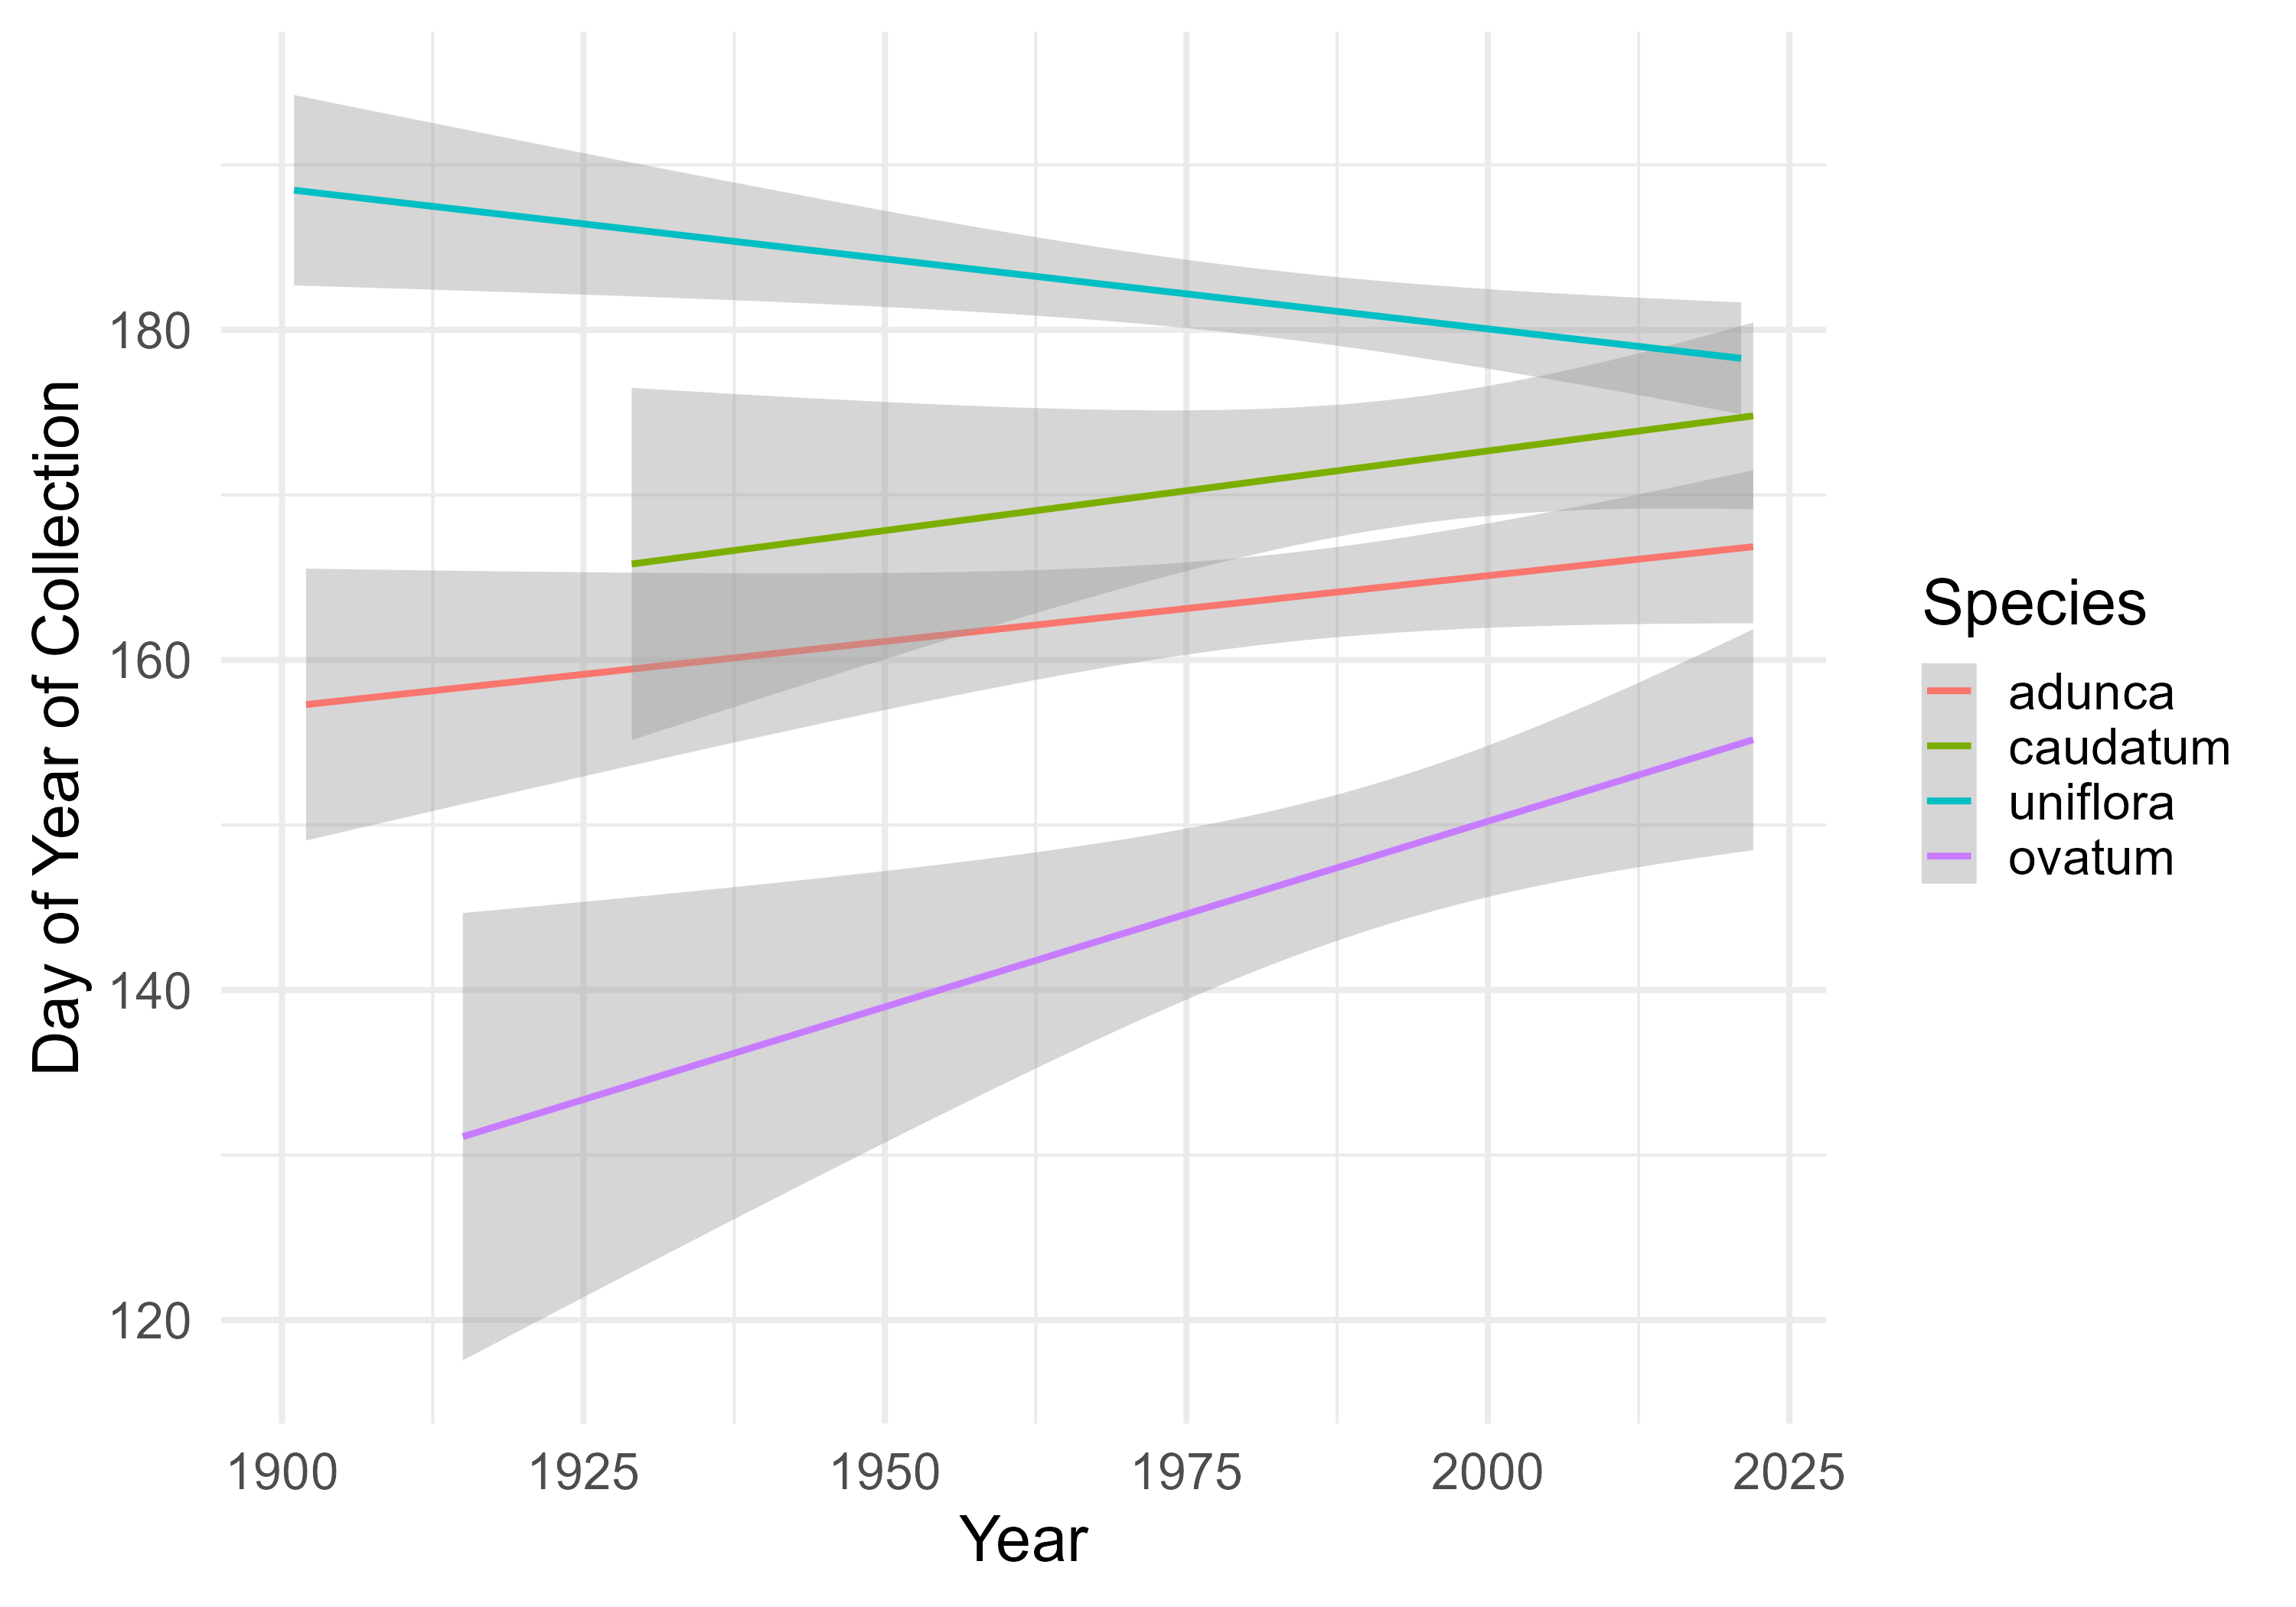 Day of Year of Collection
180
160
140
120
1900 1925 1950 1975 2000 2025
Year
Species
adunca
caudatum
uniflora
ovatum